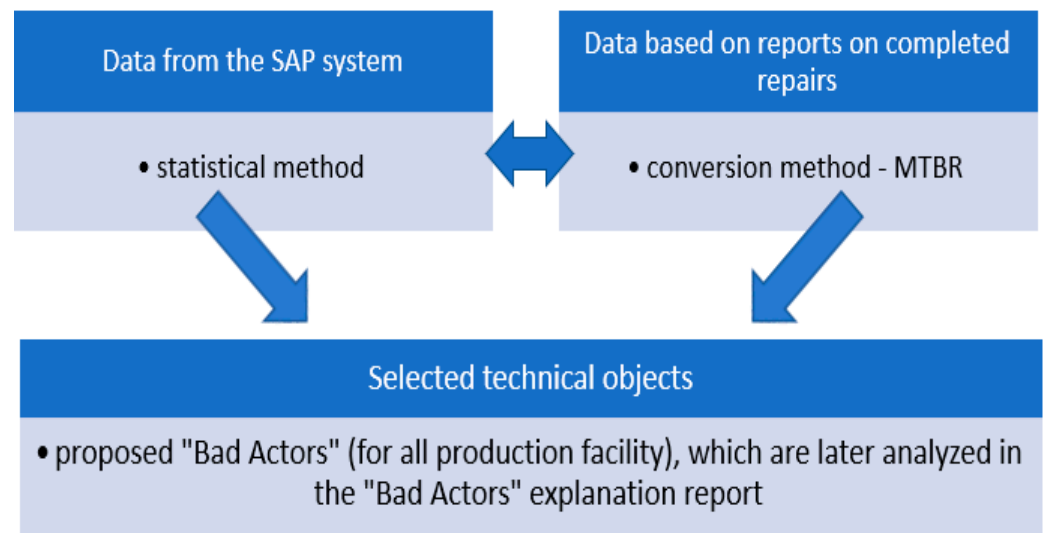 Data from the SAP system
• statistical method
Data based on reports on completed
repairs
• conversion method - MTBR
Selected technical objects
• proposed "Bad Actors" (for all production facility), which are later analyzed in
the "Bad Actors" explanation report